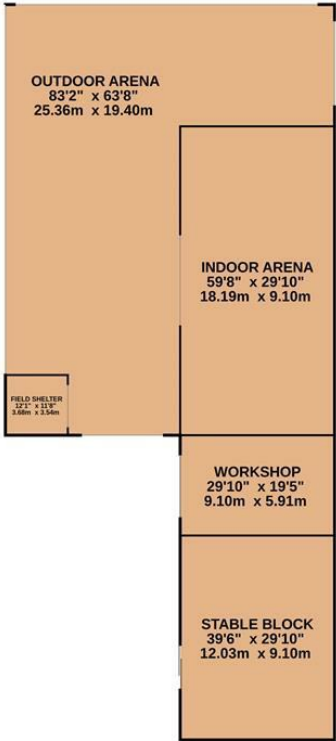 OUTDOOR ARENA
83'2" x 63'8"
25.36m x 19.40m
INDOOR ARENA
59'8" x 29'10"
18.19m x 9.10m
FIELD SHELTER
12'1" x 11'8"
3.68m x 3.54m
WORKSHOP
29'10" x 19'5"
9.10m x 5.91m
STABLE BLOCK
39'6" x 29'10"
12.03m x 9.10m